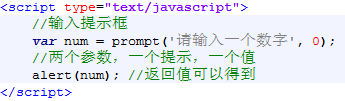 <script type="text/javascript">
//输入提示框
var num = prompt('请输入一个数字', 0);
//两个参数，一个提示，一个值
alert(num); //返回值可以得到
</script>